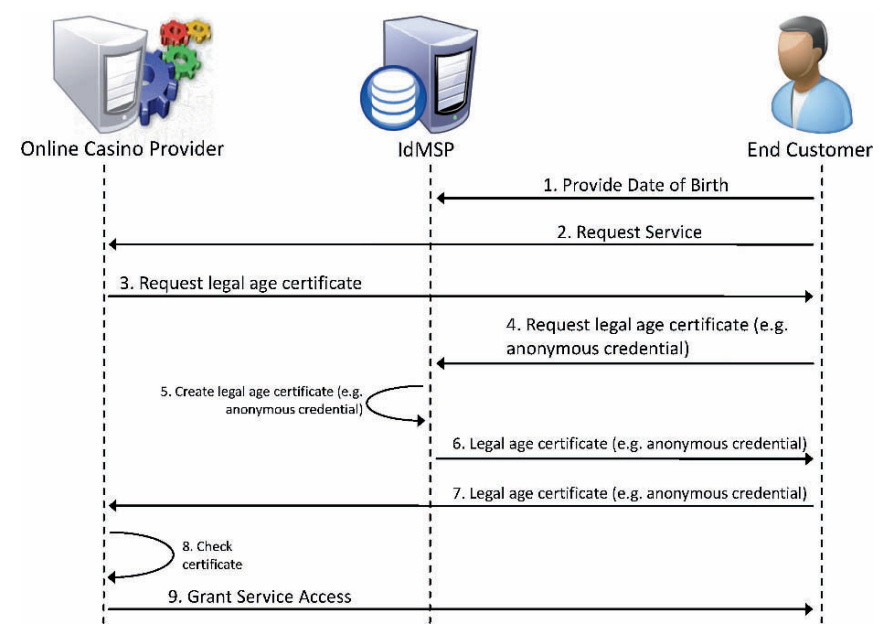 Online Casino Provider
IdMSP
End Customer
1. Provide Date of Birth
2. Request Service
3. Request legal age certificate
4. Request legal age certificate (e.g.
anonymous credential)
5. Create legal age certificate (e.g.
anonymous credential)
6. Legal age certificate (e.g. anonymous credential)
7. Legal age certificate (e.g. anonymous credential)
8. Check
certificate
9. Grant Service Access